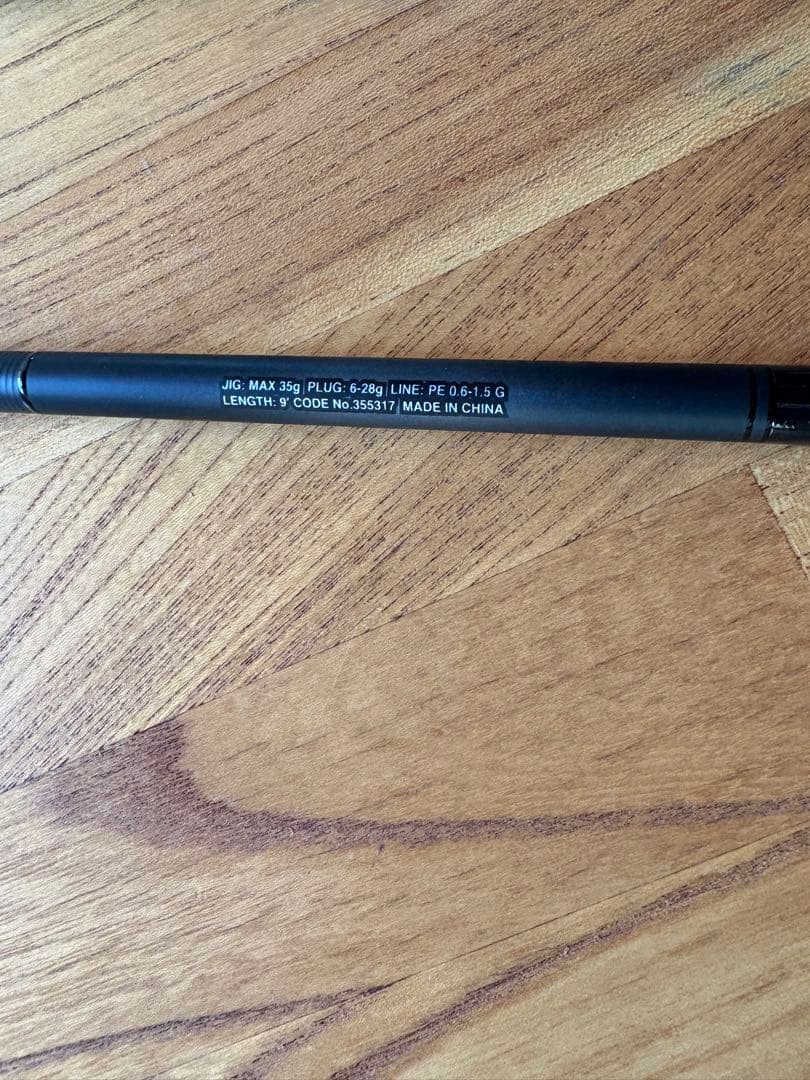 JIG: MAX 35g | PLUG: 6-28g | LINE: PE 0.6-1.5 G
LENGTH: 9' CODE No.355317 | MADE IN CHINA